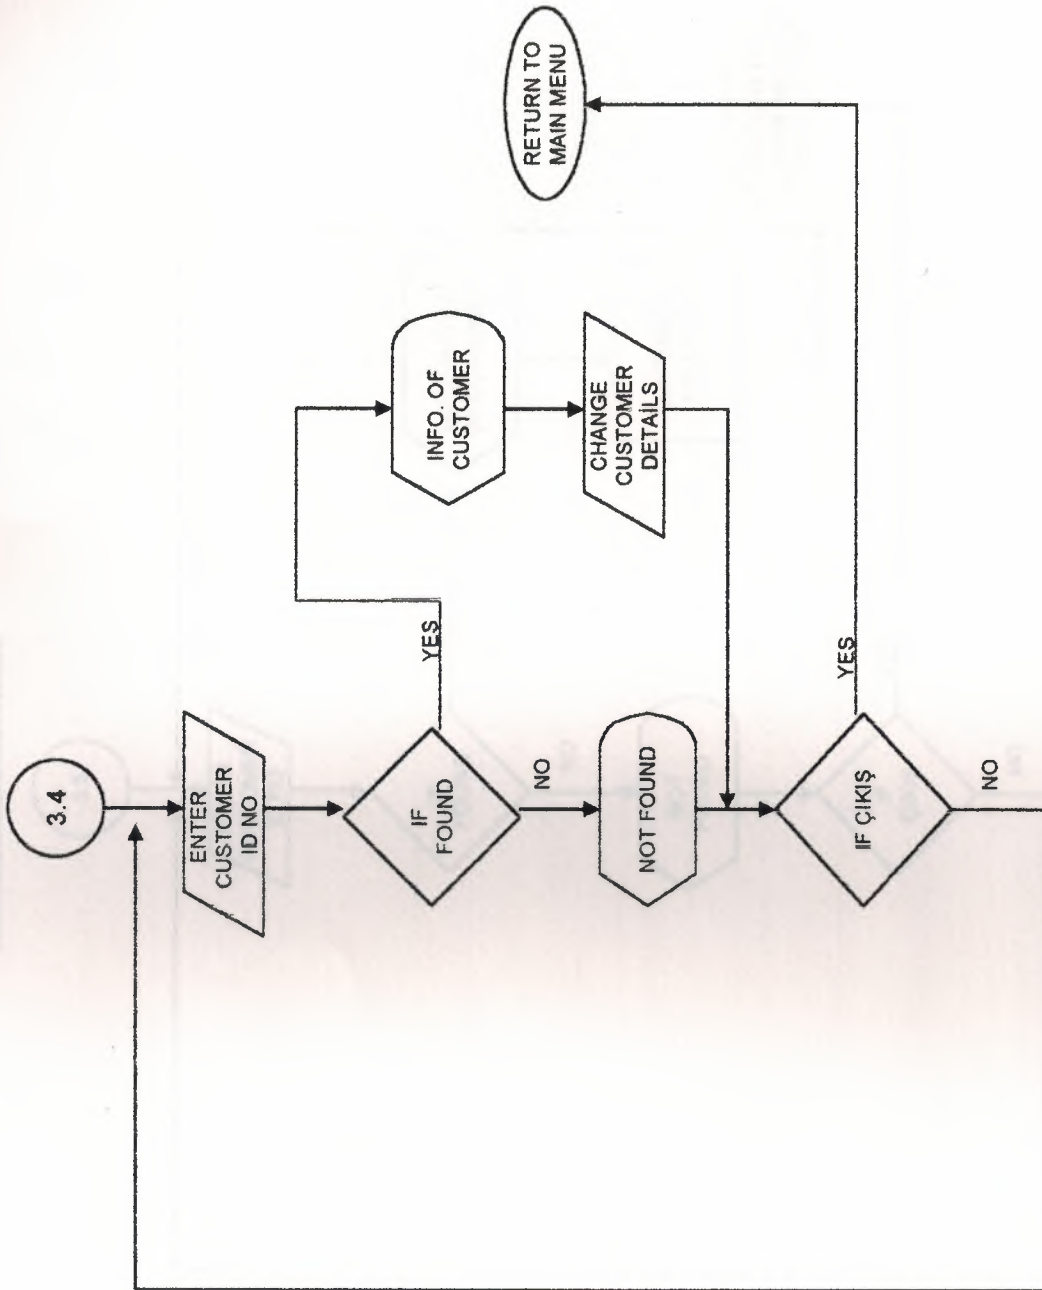 3.4
ENTER
CUSTOMER
ID NO
IF
FOUND
YES
INFO. OF
CUSTOMER
CHANGE
CUSTOMER
DETAILS
NO
NOT FOUND
IF ÇIKIŞ
YES
RETURN TO
MAIN MENU
NO